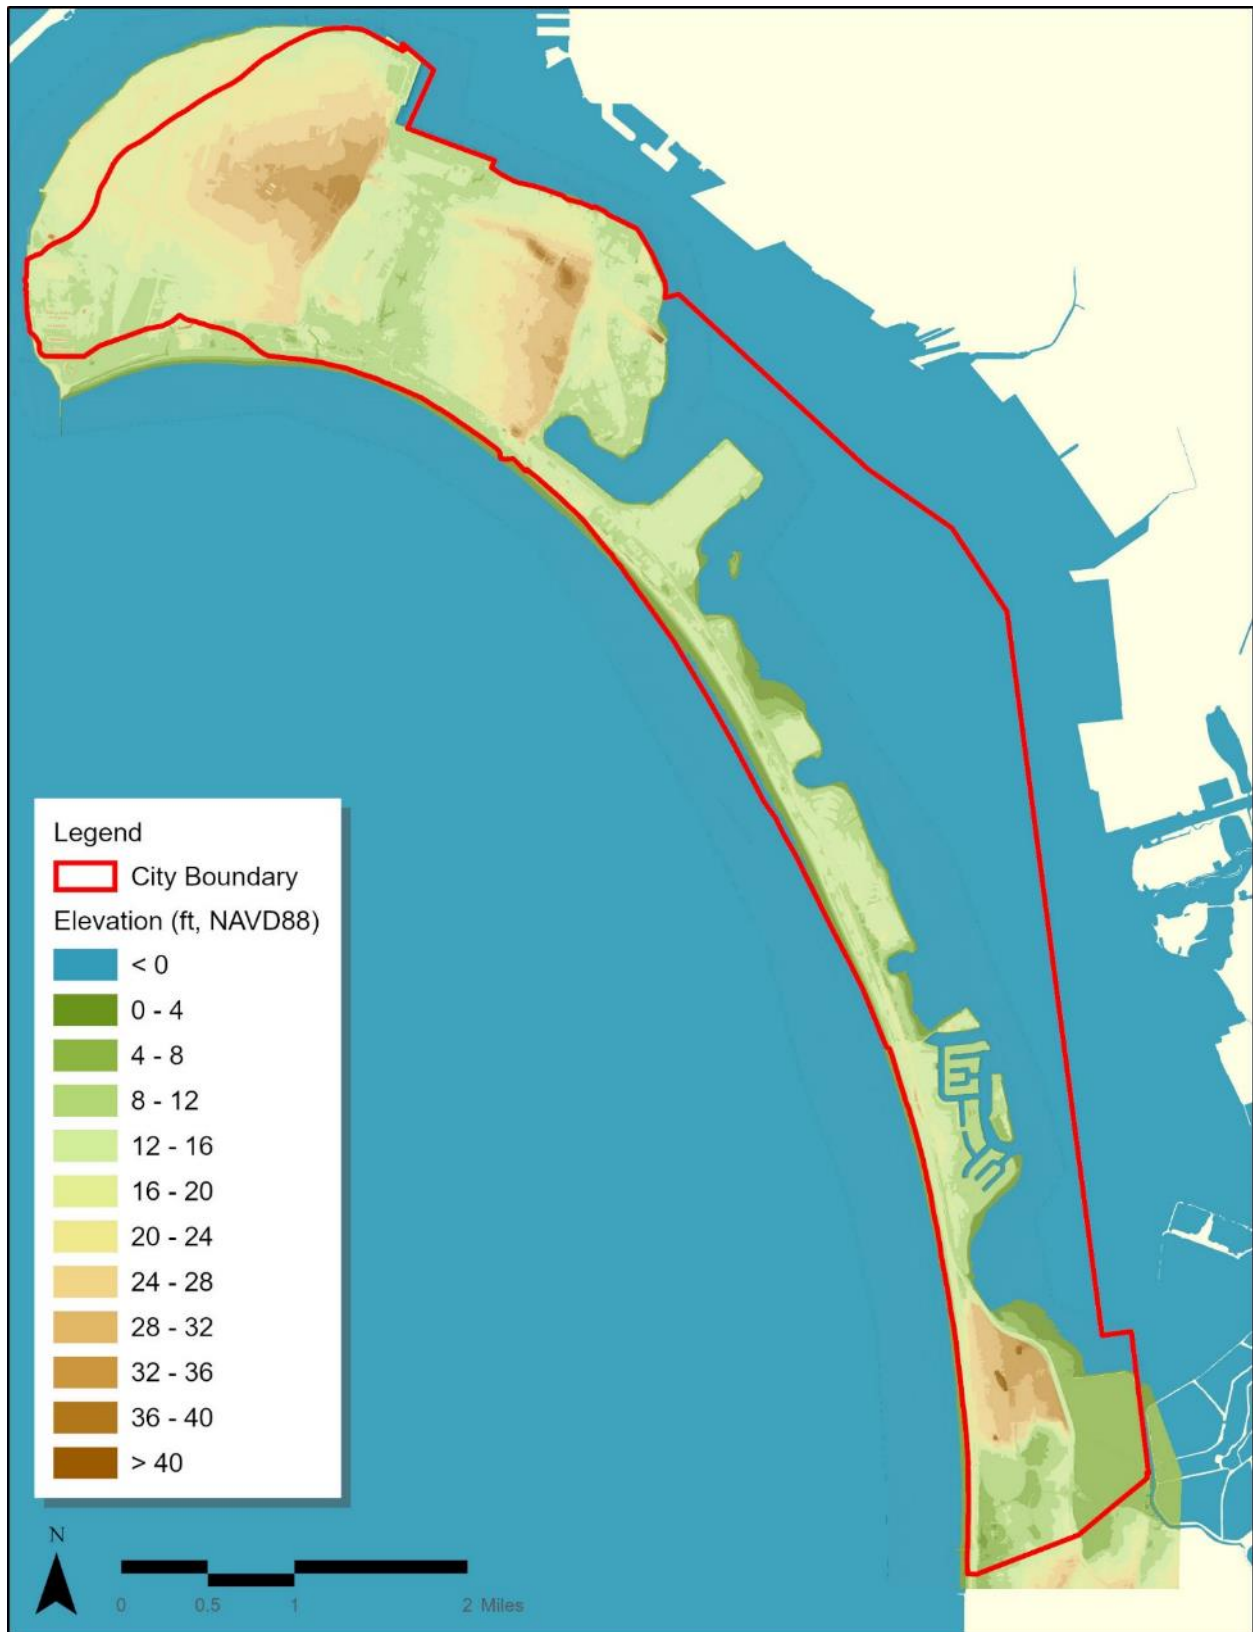 Legend
City Boundary
Elevation (ft, NAVD88)
< 0
0 - 4
4 - 8
8 - 12
12 - 16
16 - 20
20 - 24
24 - 28
28 - 32
32 - 36
36 - 40
> 40
N
0 0.5 1 2 Miles